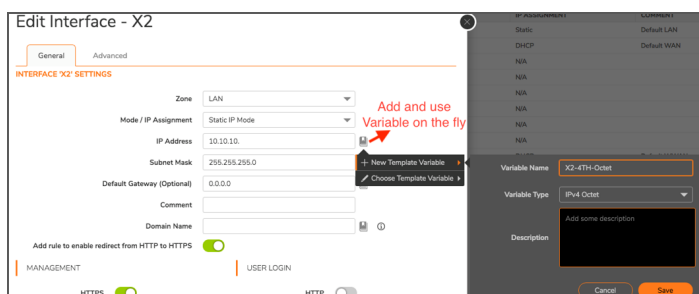 Edit Interface - X2
IP ASSIGNMENT COMMENT
Static Default LAN
General Advanced
DHCP Default WAN
N/A
INTERFACE 'X2' SETTINGS
N/A
Zone LAN
N/A
Add and use
Variable on the fly
Mode / IP Assignment Static IP Mode
N/A
IP Address 10.10.10.
N/A
Subnet Mask 255.255.255.0
+ New Template Variable
Variable Name X2-4TH-Octet
Default Gateway (Optional) 0.0.0.0
Choose Template Variable
Variable Type IPv4 Octet
Comment
Add some description
Domain Name
Description
Add rule to enable redirect from HTTP to HTTPS
MANAGEMENT USER LOGIN
HTTPS HTTP
Cancel Save